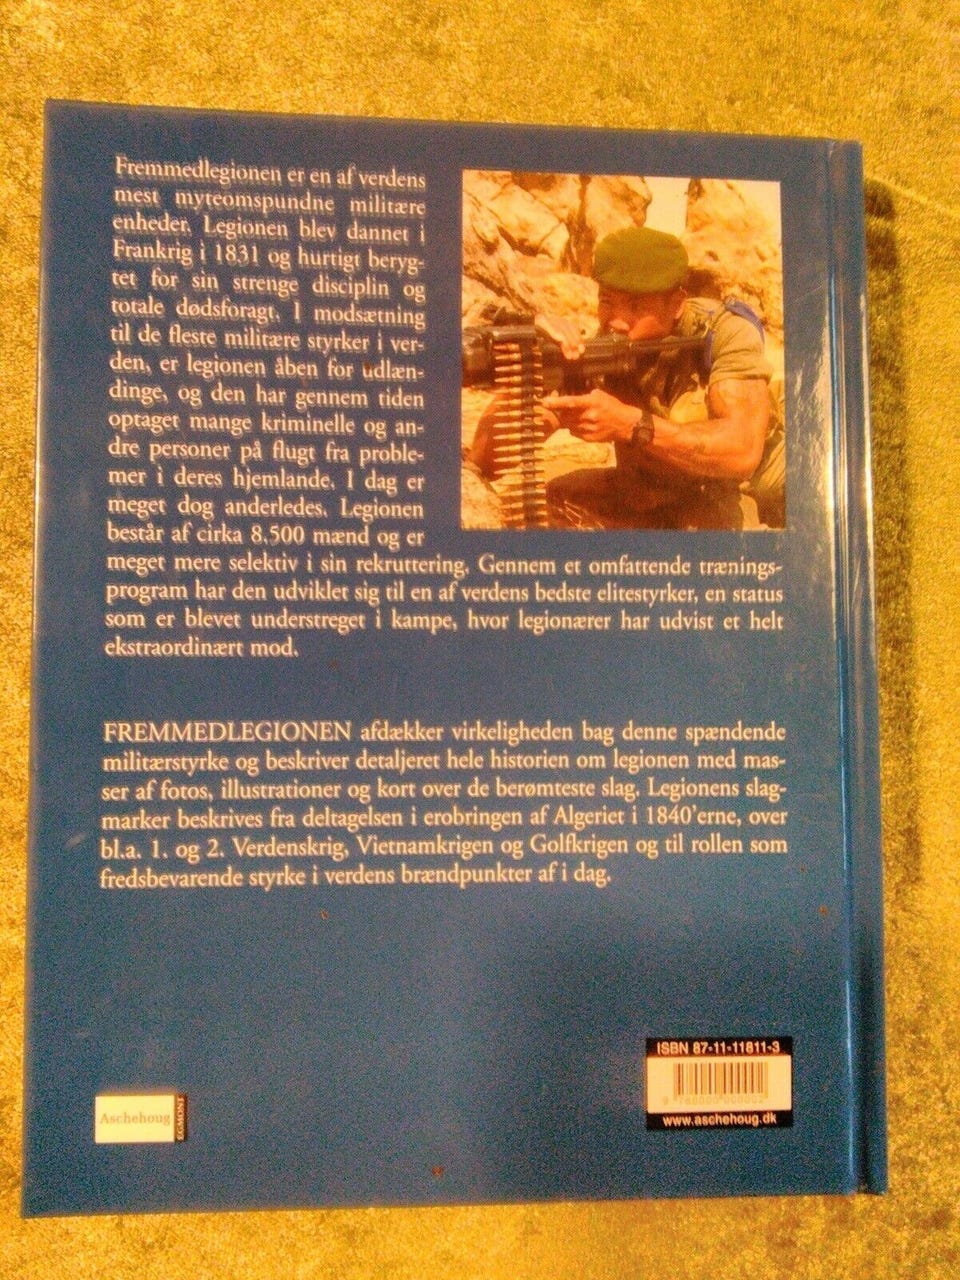 Fremmedlegionen er en af verdens
mest myteomspundne militære
enheder. Legionen blev dannet i
Frankrig i 1831 og hurtigt beryg-
tet for sin strenge disciplin og
totale dødsforagt. I modsætning
til de fleste militære styrker i ver-
den, er legionen åben for udlæn-
dinge, og den har gennem tiden
optaget mange kriminelle og an-
dre personer på flugt fra proble-
mer i deres hjemlande. I dag er
meget dog anderledes. Legionen
består af cirka 8.500 mænd og er
meget mere selektiv i sin rekruttering. Gennem et omfattende trænings-
program har den udviklet sig til en af verdens bedste elitestyrker, en status
som er blevet understreget i kampe, hvor legionærer har udvist et helt
ekstraordinært mod.
FREMMEDLEGIONEN afdækker virkeligheden bag denne spændende
militærstyrke og beskriver detaljeret hele historien om legionen med mas-
ser af fotos, illustrationer og kort over de berømteste slag. Legionens slag-
marker beskrives fra deltagelsen i erobringen af Algeriet i 1840'erne, over
bl.a. 1. og 2. Verdenskrig, Vietnamkrigen og Golfkrigen og til rollen som
fredsbevarende styrke i verdens brændpunkter af i dag.
ISBN 87-11-11811-3
9 788000 000002
www.aschehoug.dk
Aschehoug
EGMONT